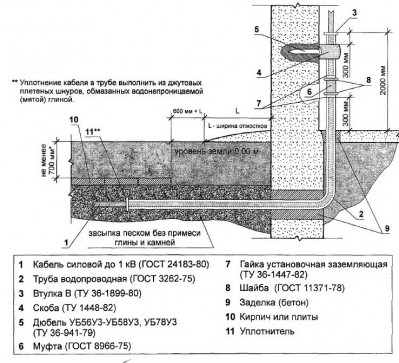 3
5
4
300 мм
2000 мм
** Уплотнение кабеля в трубе выполнить из джутовых
плетеных шнуров, обмазанных водонепроницаемой
(мятой) глиной.
600 мм + L
L
7
6
8
300 мм
10
11**
L - ширина отмостков
не менее
700 мм*
уровень земли 0.00 м
1
засыпка песком без примеси
глины и камней
2
9
1 Кабель силовой до 1 кВ (ГОСТ 24183-80)
2 Труба водопроводная (ГОСТ 3262-75)
3 Втулка В (ТУ 36-1899-80)
4 Скоба (ТУ 1448-82)
5 Дюбель УБ56У3-УБ58У3, УБ78У3
(ТУ 36-941-79)
6 Муфта (ГОСТ 8966-75)
7 Гайка установочная заземляющая
(ТУ 36-1447-82)
8 Шайба (ГОСТ 11371-78)
9 Заделка (бетон)
10 Кирпич или плиты
11 Уплотнитель